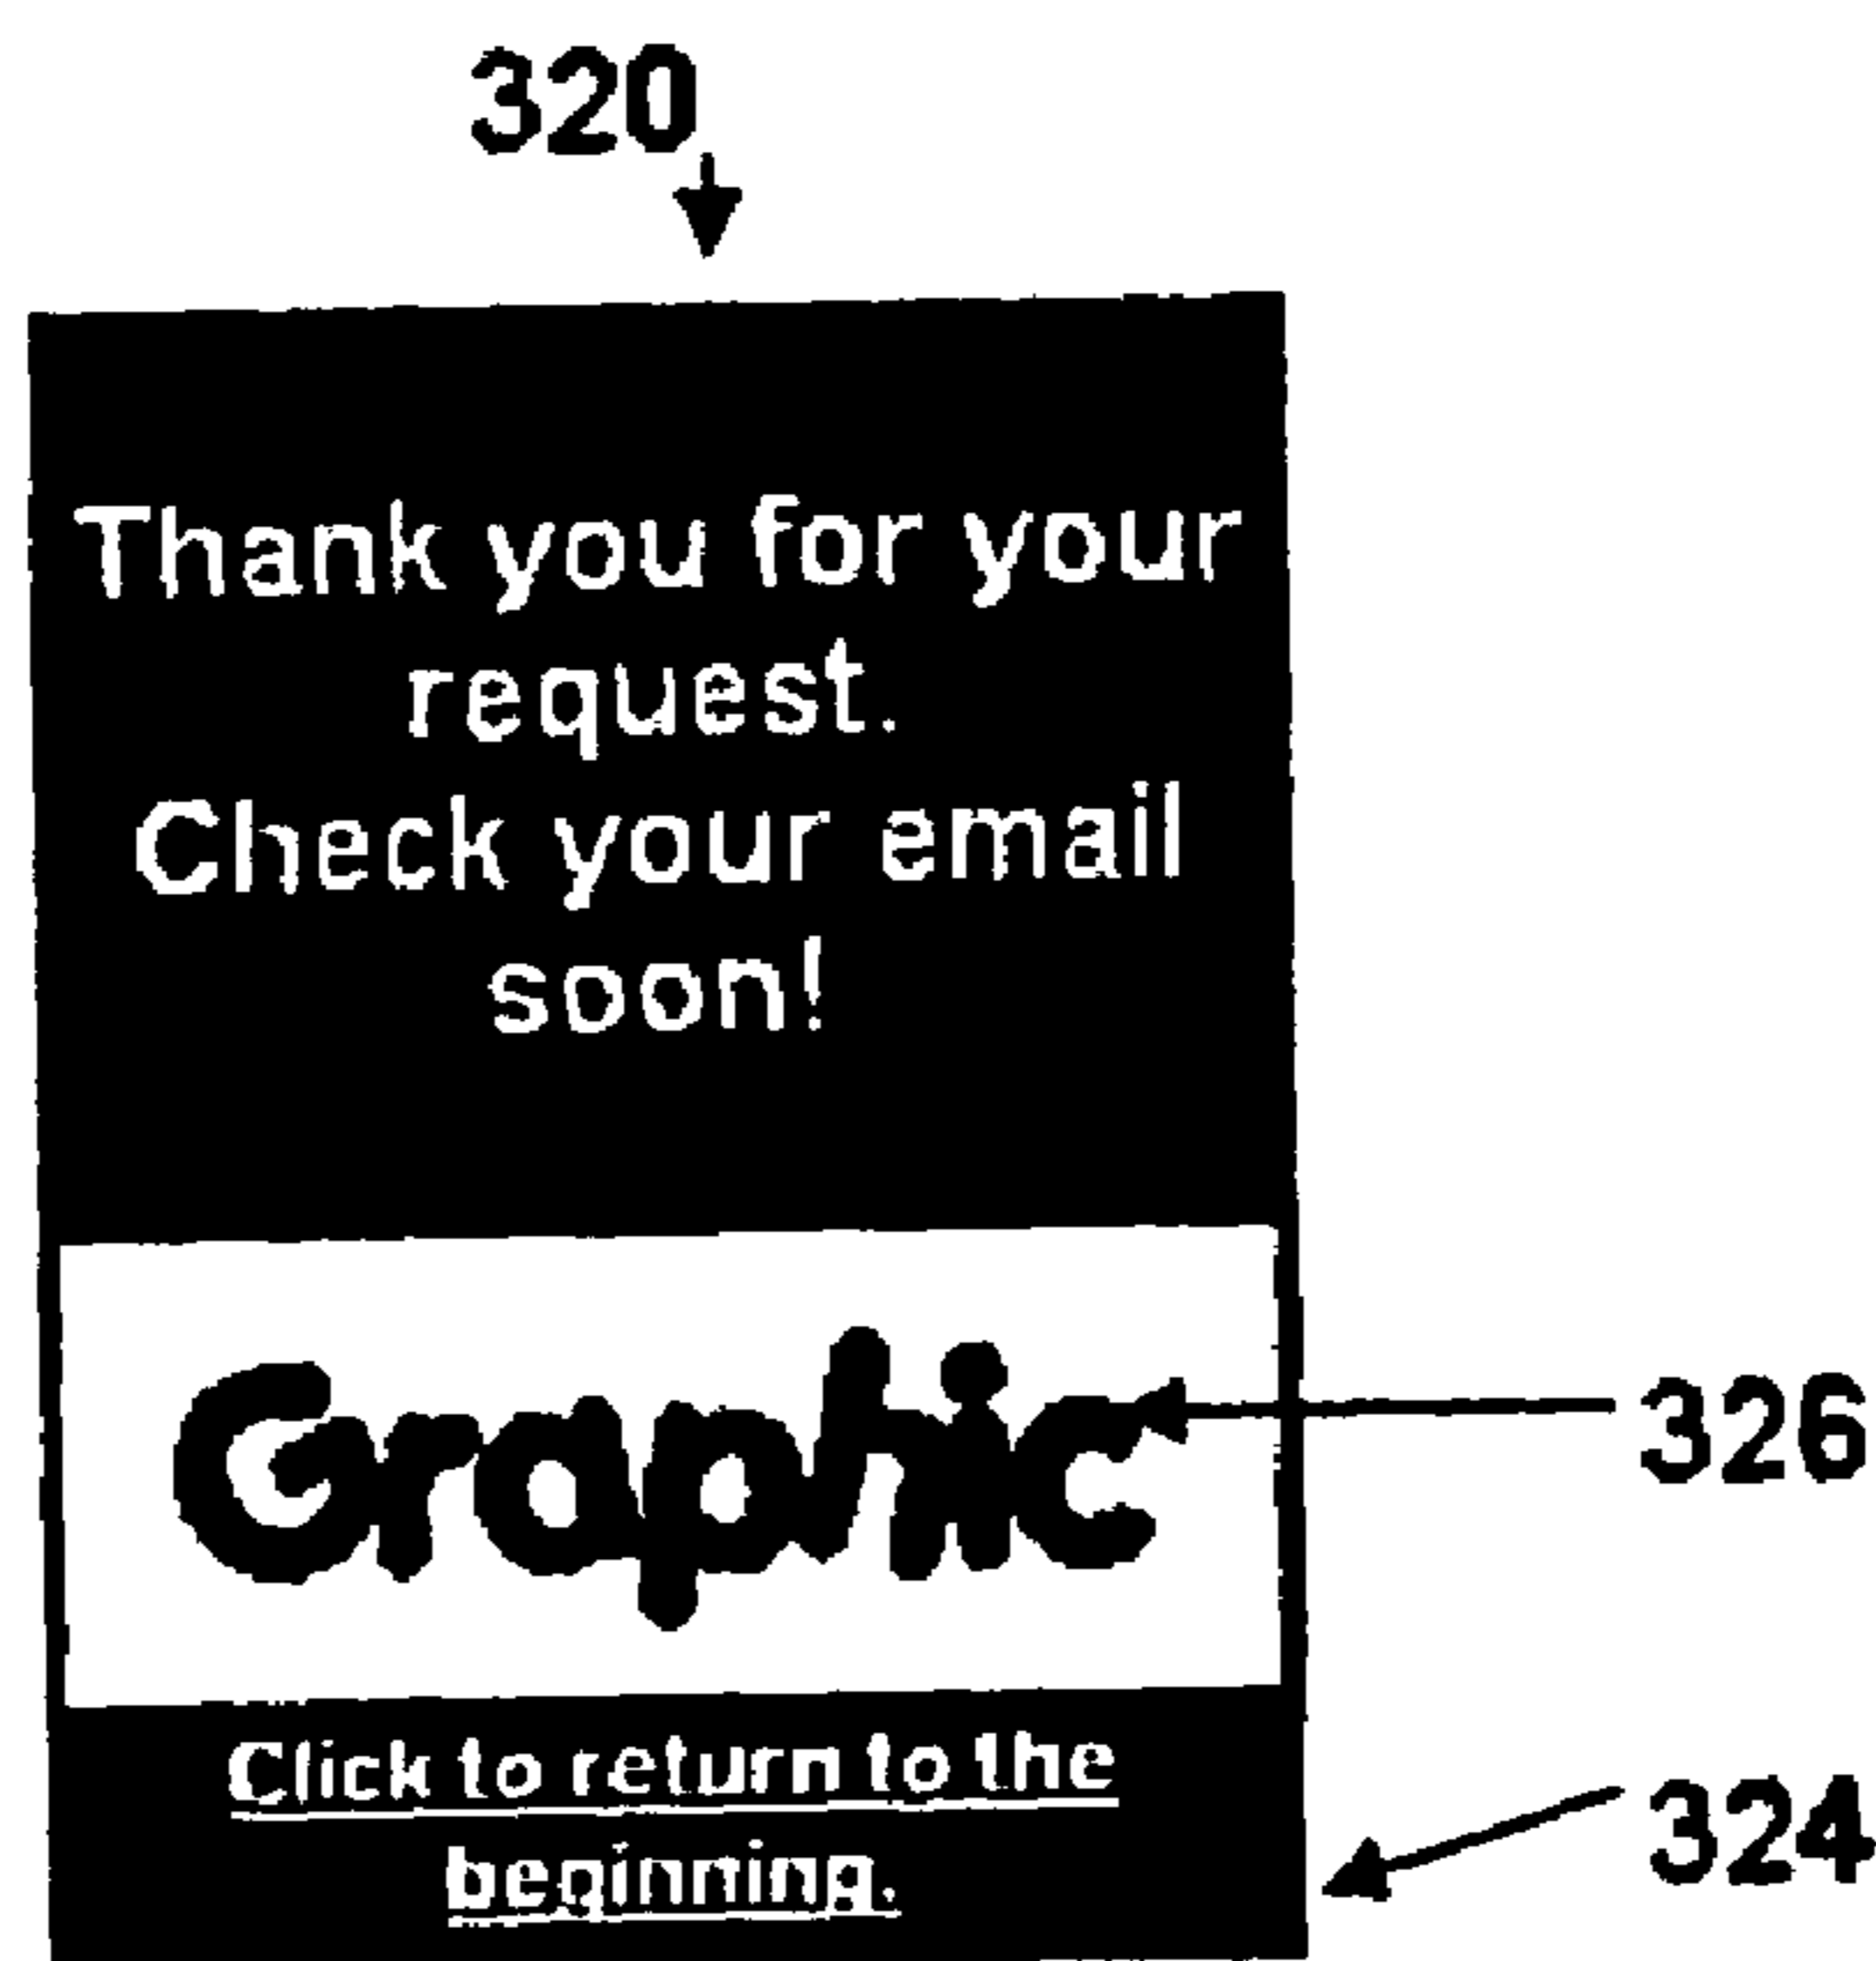 320
Thank you for your
request.
Check your email
soon!
Graphic
326
Click to return to the
beginning.
324